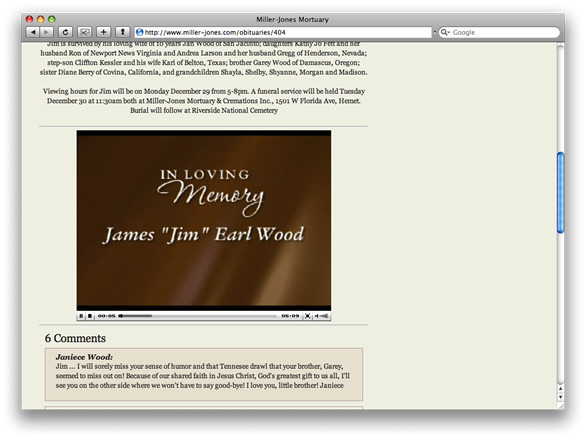 Miller-Jones Mortuary
http://www.miller-jones.com/obituaries/404
Google
Jim is survived by his loving wife of 10 years Jan Wood of San Jacinto; daughters Kathy Jo Pett and her
husband Ron of Newport News Virginia and Andrea Larson and her husband Gregg of Henderson, Nevada;
step-son Cliffton Kessler and his wife Kari of Belton, Texas; brother Garey Wood of Damascus, Oregon;
sister Diane Berry of Covina, California, and grandchildren Shayla, Shelby, Shyanne, Morgan and Madison.
Viewing hours for Jim will be on Monday December 29 from 5-8pm. A funeral service will be held Tuesday
December 30 at 11:30am both at Miller-Jones Mortuary & Cremations Inc., 1501 W Florida Ave, Hemet.
Burial will follow at Riverside National Cemetery
IN LOVING
Memory
James "Jim" Earl Wood
00:05
05:09
6 Comments
Janiece Wood:
Jim ... I will sorely miss your sense of humor and that Tennesee drawl that your brother, Garey,
seemed to miss out on! Because of our shared faith in Jesus Christ, God's greatest gift to us all, I'll
see you on the other side where we won't have to say good-bye! I love you, little brother! Janiece